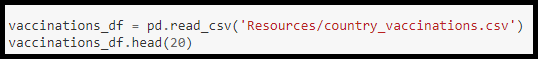 vaccinations_df = pd.read_csv('Resources/country_vaccinations.csv')
vaccinations_df.head(20)